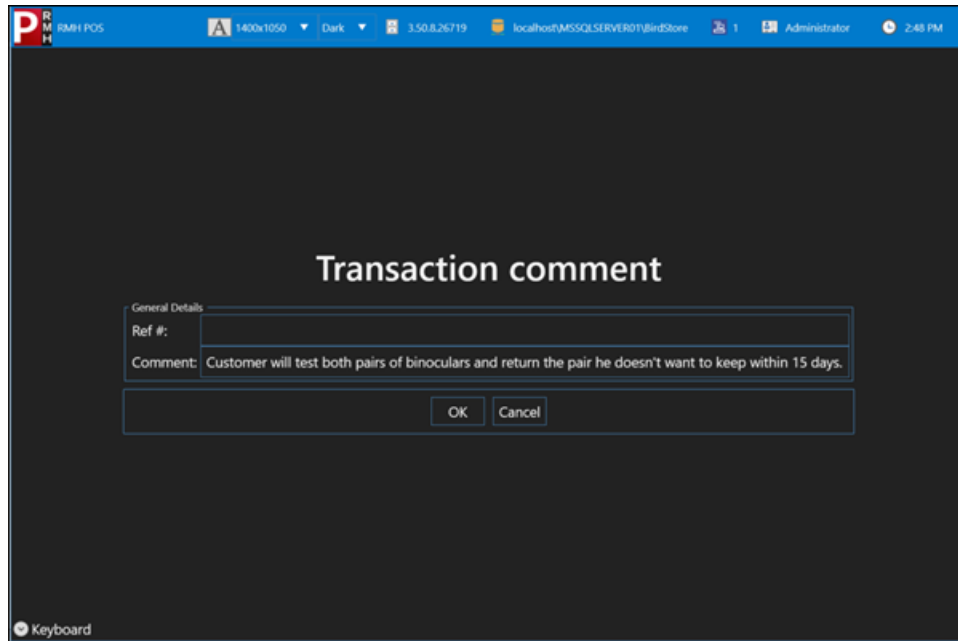 P RMH RMH POS A 1400x1050 Dark 3.50.8.26719 localhost\MSSQLSERVER01\BirdStore 1 Administrator 2:48 PM
Transaction comment
General Details
Ref #:
Comment: Customer will test both pairs of binoculars and return the pair he doesn't want to keep within 15 days.
OK Cancel
Keyboard